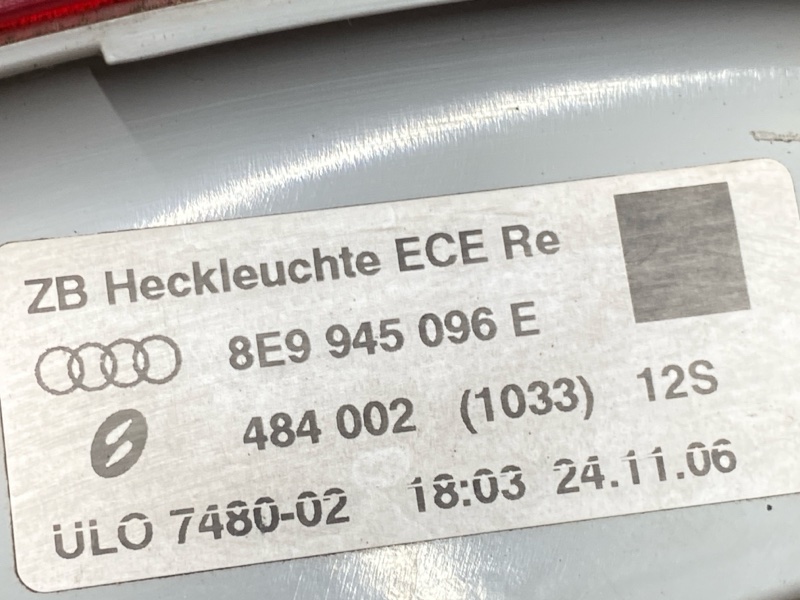 ZB Heckleuchte ECE Re
8E9 945 096 E
484 002 (1033) 12S
ULO 7480-02 18:03 24.11.06